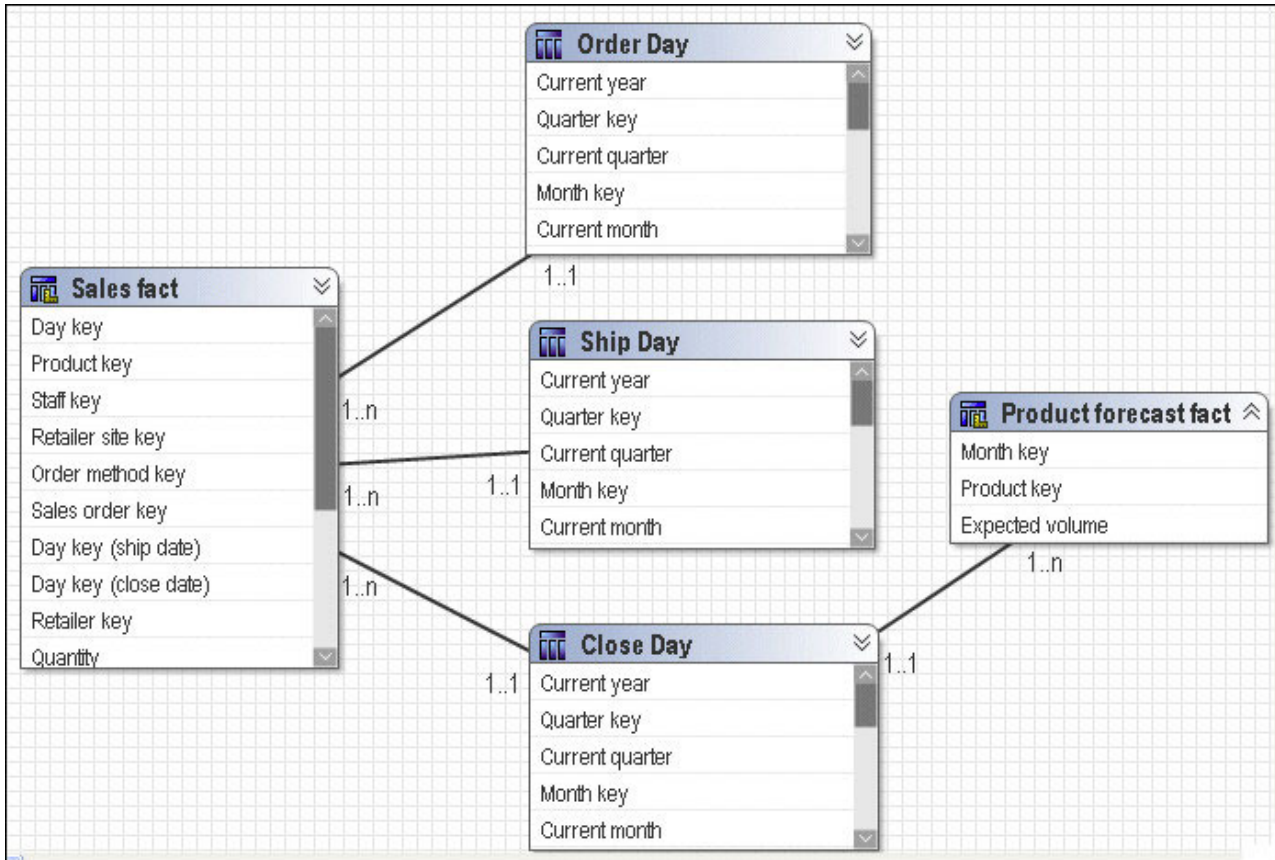 Order Day
Current year
Quarter key
Current quarter
Month key
Current month
1..1
Sales fact
Day key
Product key
Staff key
Retailer site key
Order method key
Sales order key
Day key (ship date)
Day key (close date)
Retailer key
Quantity
1..n
1..n
1..n
Ship Day
Current year
Quarter key
Current quarter
Month key
Current month
1..1
Product forecast fact
Month key
Product key
Expected volume
1..n
Close Day
Current year
Quarter key
Current quarter
Month key
Current month
1..1
1..1